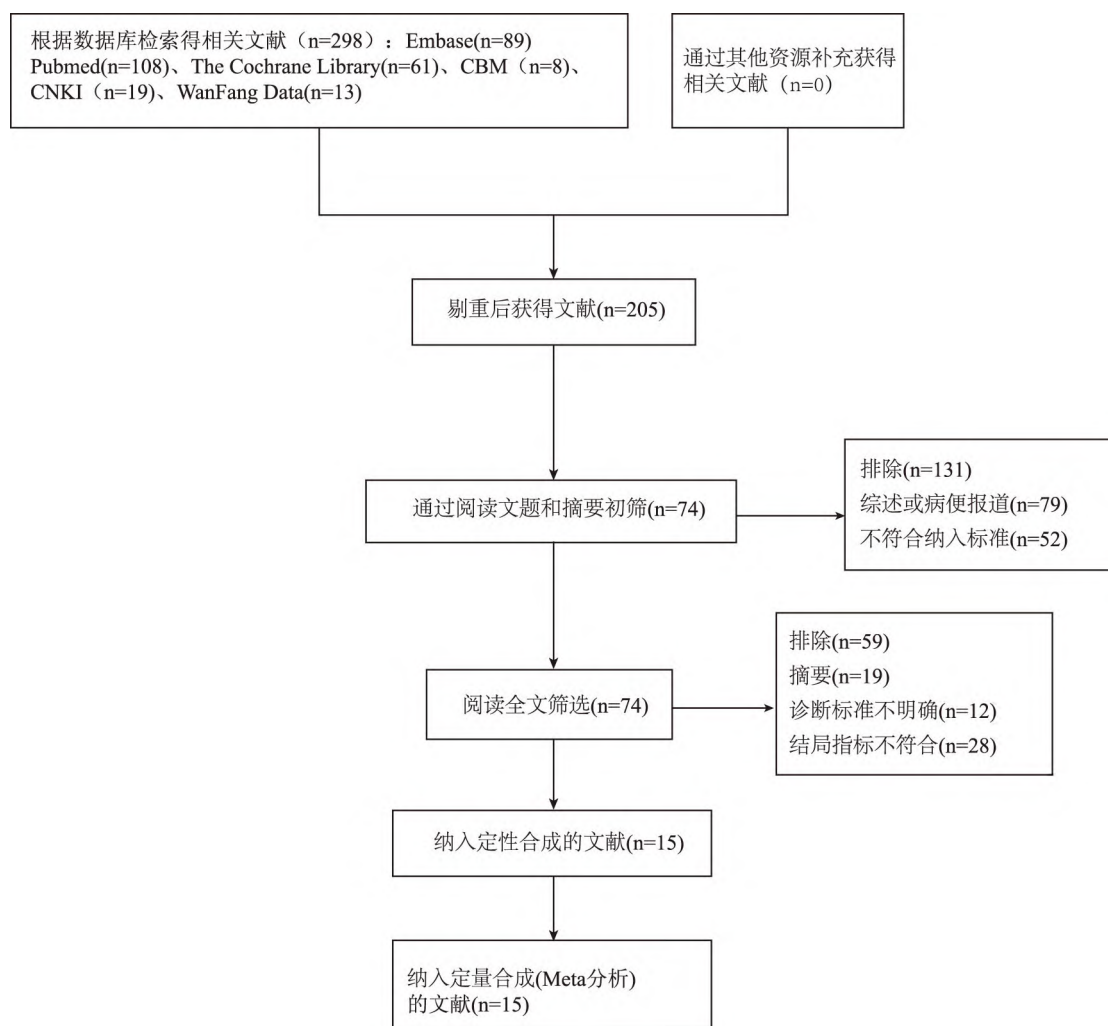 根据数据库检索得相关文献（n=298）：Embase(n=89)
Pubmed(n=108)、The Cochrane Library(n=61)、CBM（n=8)、
CNKI（n=19)、WanFang Data(n=13)
通过其他资源补充获得
相关文献（n=0）
剔重后获得文献(n=205)
通过阅读文题和摘要初筛(n=74)
排除(n=131)
综述或病便报道(n=79)
不符合纳入标准(n=52)
阅读全文筛选(n=74)
排除(n=59)
摘要(n=19)
诊断标准不明确(n=12)
结局指标不符合(n=28)
纳入定性合成的文献(n=15)
纳入定量合成(Meta分析)
的文献(n=15)